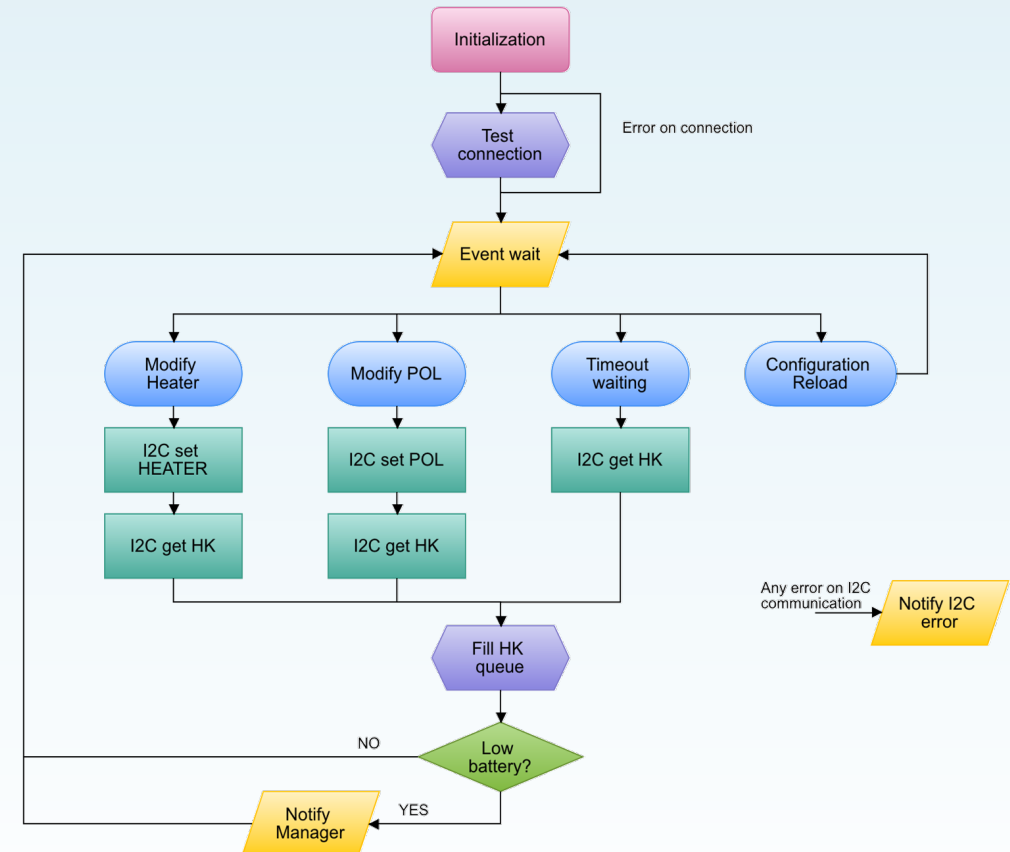 Initialization
Error on connection
Test
connection
Event wait
Modify
Heater
Modify POL
Timeout
waiting
Configuration
Reload
I2C set
HEATER
I2C set POL
I2C get HK
I2C get HK
I2C get HK
Any error on I2C
communication
Notify I2C
error
Fill HK
queue
Low
battery?
NO
YES
Notify
Manager